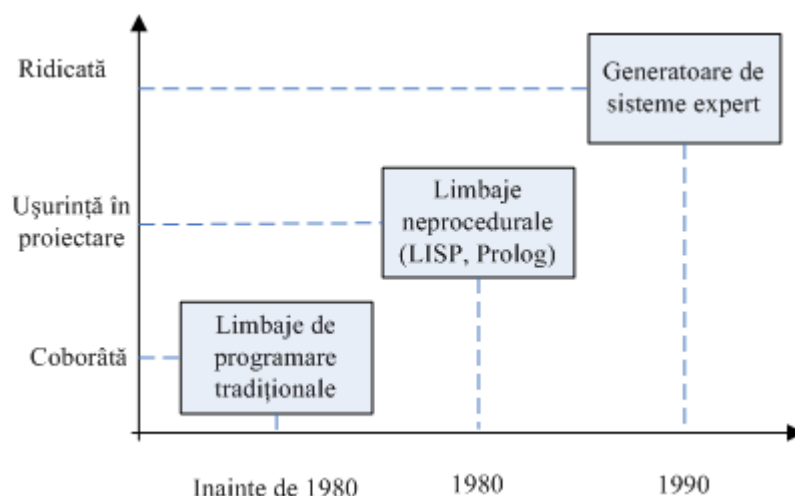 Ridicată
Generatoare de
sisteme expert
Uşurinţă în
proiectare
Limbaje
neprocedurale
(LISP, Prolog)
Coborâtă
Limbaje de
programare
tradiţionale
Inainte de 1980
1980
1990